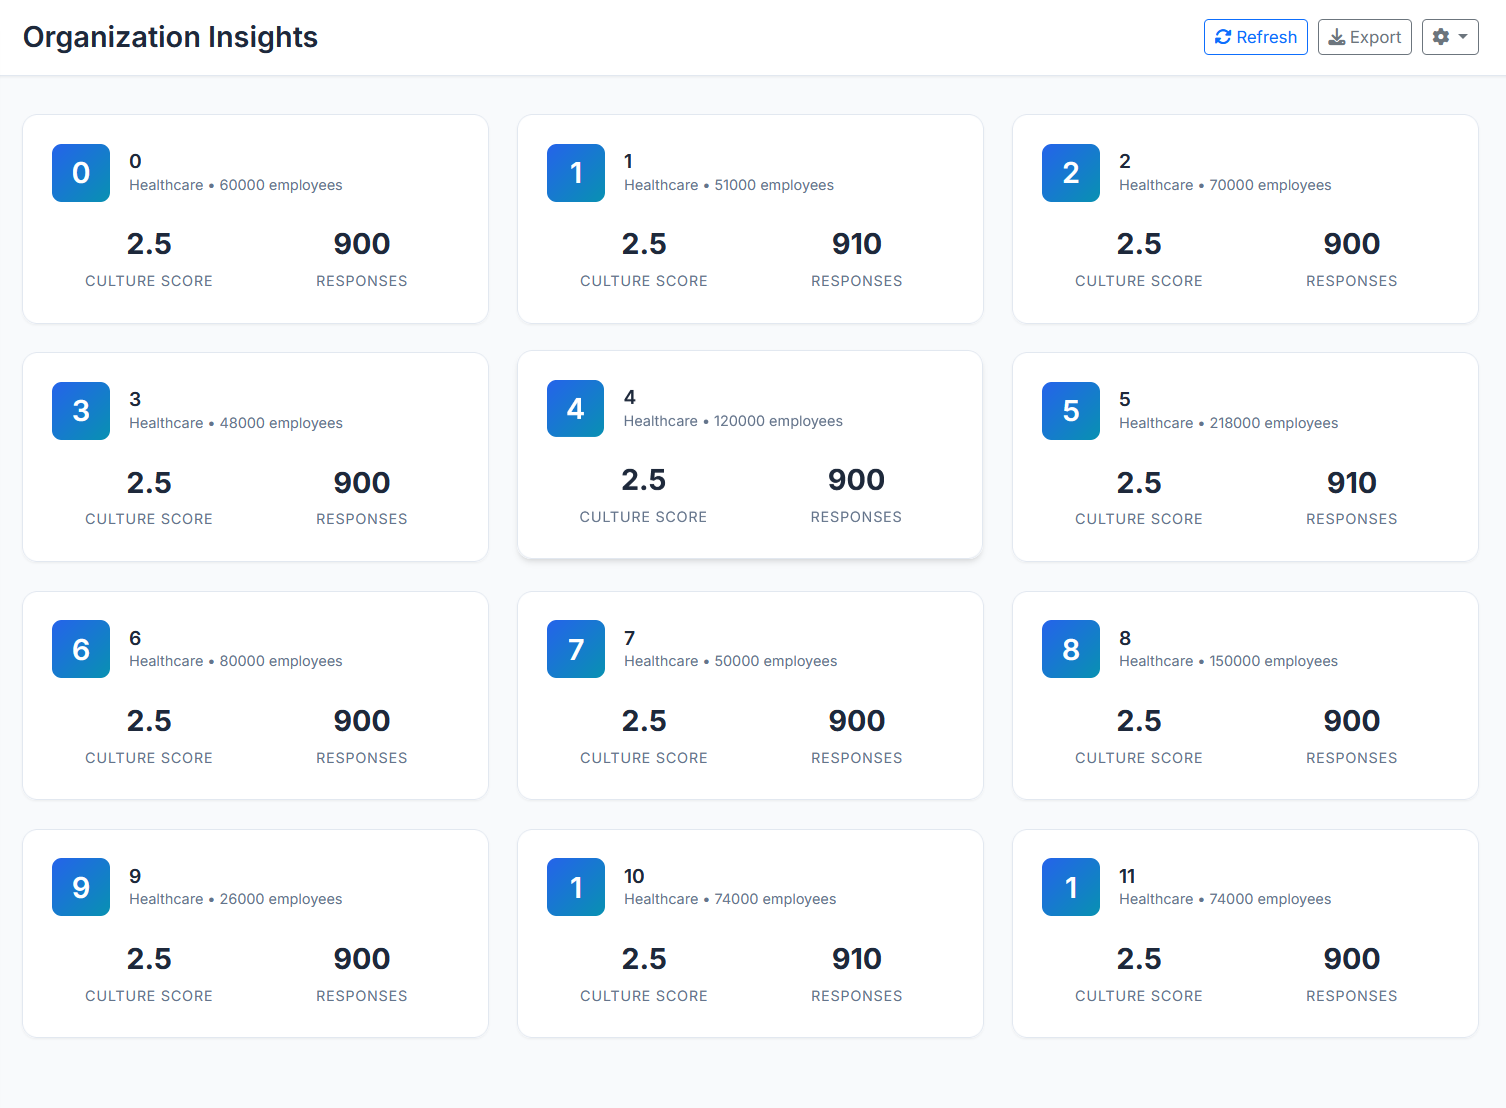 Organization Insights
Refresh
Export
0
0
Healthcare • 60000 employees
2.5
900
CULTURE SCORE
RESPONSES
1
1
Healthcare • 51000 employees
2.5
910
CULTURE SCORE
RESPONSES
2
2
Healthcare • 70000 employees
2.5
900
CULTURE SCORE
RESPONSES
3
3
Healthcare • 48000 employees
2.5
900
CULTURE SCORE
RESPONSES
4
4
Healthcare • 120000 employees
2.5
900
CULTURE SCORE
RESPONSES
5
5
Healthcare • 218000 employees
2.5
910
CULTURE SCORE
RESPONSES
6
6
Healthcare • 80000 employees
2.5
900
CULTURE SCORE
RESPONSES
7
7
Healthcare • 50000 employees
2.5
900
CULTURE SCORE
RESPONSES
8
8
Healthcare • 150000 employees
2.5
900
CULTURE SCORE
RESPONSES
9
9
Healthcare • 26000 employees
2.5
900
CULTURE SCORE
RESPONSES
1
10
Healthcare • 74000 employees
2.5
910
CULTURE SCORE
RESPONSES
1
11
Healthcare • 74000 employees
2.5
900
CULTURE SCORE
RESPONSES